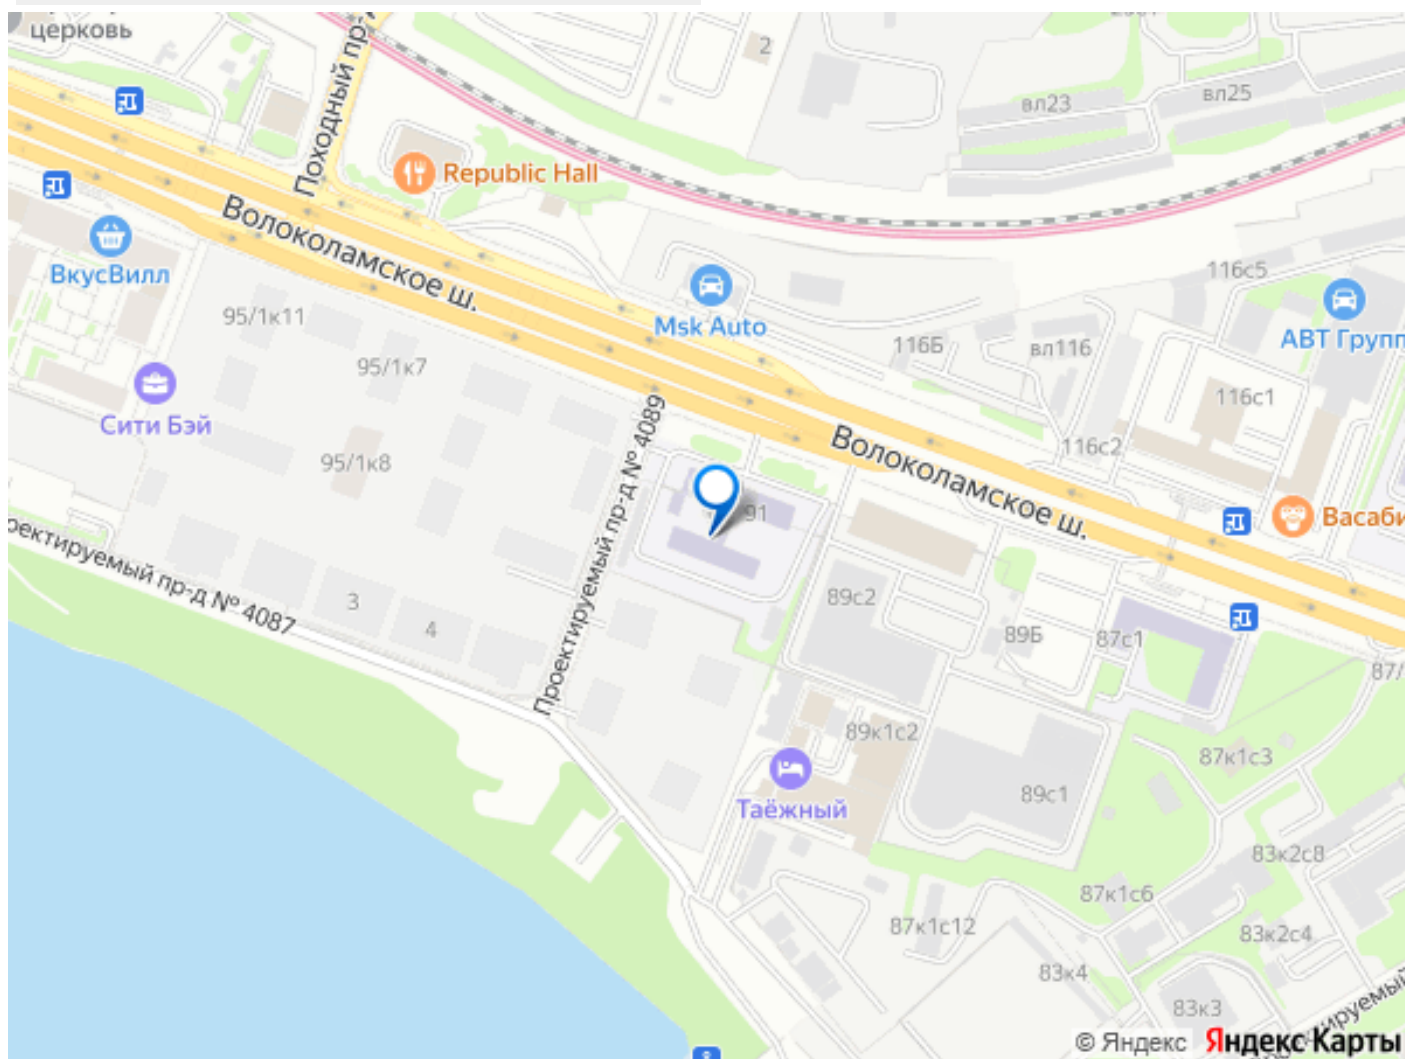 церковь
Походный пр-
2
вл23
вл25
Republic Hall
Волоколамское ш.
ВкусВилл
Msk Auto
116с5
АВТ Групп
95/1к11
95/1к7
116Б
вл116
116с1
Сити Бэй
95/1к8
Проектируемый пр-д № 4089
91
Волоколамское ш.
116с2
Васаби
оектируемый пр-д № 4087
3
4
89с2
89Б
87с1
87/
89к1с2
87к1с3
Таёжный
89с1
83к2с8
87к1с6
87к1с12
83к2с4
83к4
83к3
ктируемый
© Яндекс Яндекс Карты